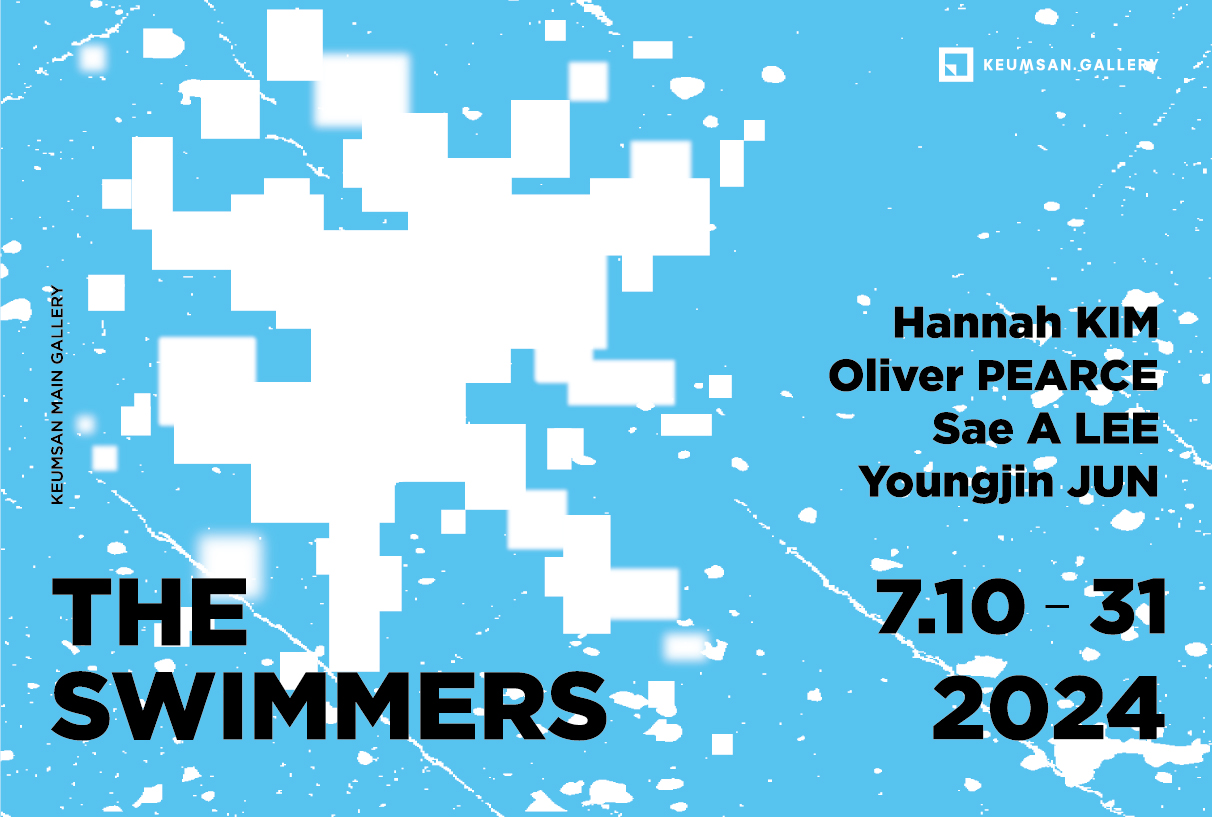 KEUMSAN.GALLERY
KEUMSAN MAIN GALLERY
Hannah KIM
Oliver PEARCE
Sae A LEE
Youngjin JUN
THE
SWIMMERS
7.10 – 31
2024